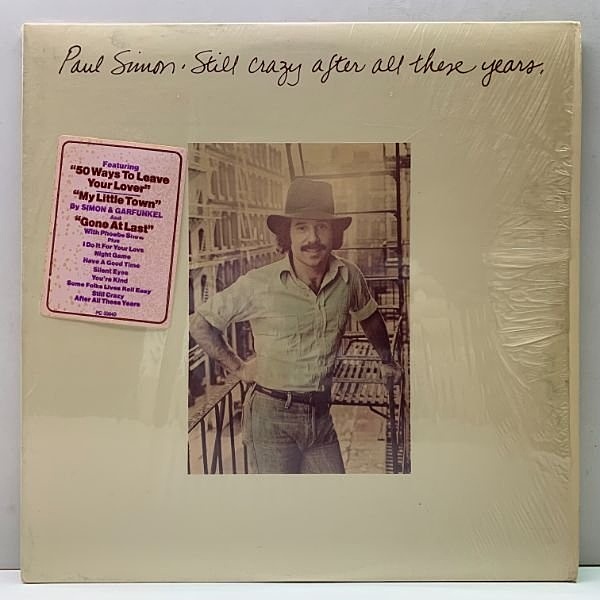 Paul Simon · Still crazy after all these years.
Featuring
"50 Ways To Leave
Your Lover"
"My Little Town"
By SIMON & GARFUNKEL
And
"Gone At Last"
With Phoebe Snow
Plus
I Do It For Your Love
Night Game
Have A Good Time
Silent Eyes
You're Kind
Some Folks Lives Roll Easy
Still Crazy
After All These Years